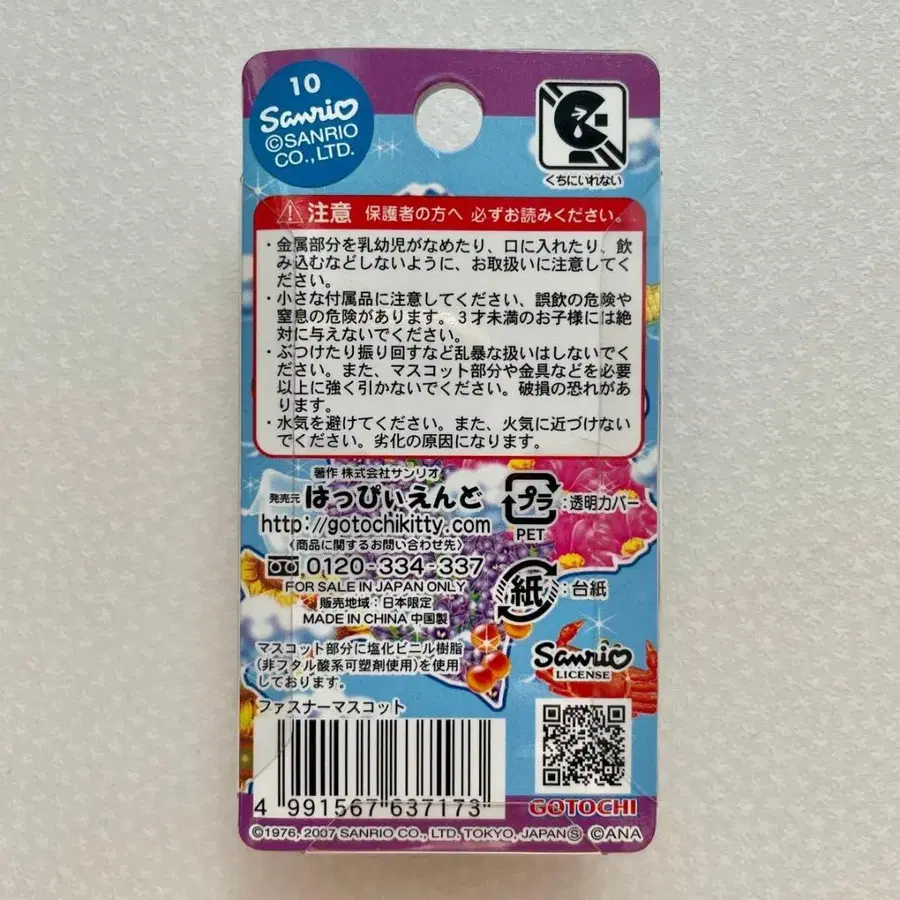 10
Sanrio
©SANRIO
CO.,LTD.
くちにいれない
注意 保護者の方へ 必ずお読みください。
・金属部分を乳幼児がなめたり、口に入れたり、飲
み込むなどしないように、お取扱いに注意してく
ださい。
・小さな付属品に注意してください、誤飲の危険や
窒息の危険があります。3才未満のお子様には絶
対に与えないでください。
・ぶつけたり振り回すなど乱暴な扱いはしないでく
ださい。また、マスコット部分や金具などを必要
以上に強く引かないでください。破損の恐れがあ
ります。
・水気を避けてください。また、火気に近づけない
でください。劣化の原因になります。
著作 株式会社サンリオ
発売元 はっぴぃえんど
http://gotochikitty.com
〈商品に関するお問い合わせ先〉
0120-334-337
FOR SALE IN JAPAN ONLY
販売地域:日本限定
MADE IN CHINA 中国製
プラ :透明カバー
PET
紙 :台紙
マスコット部分に塩化ビニル樹脂
(非フタル酸系可塑剤使用)を使用
しております。
Sanrio
LICENSE
ファスナーマスコット
4 991567 637173
GOTOCHI
©1976, 2007 SANRIO CO., LTD. TOKYO, JAPAN Ⓢ ©ANA